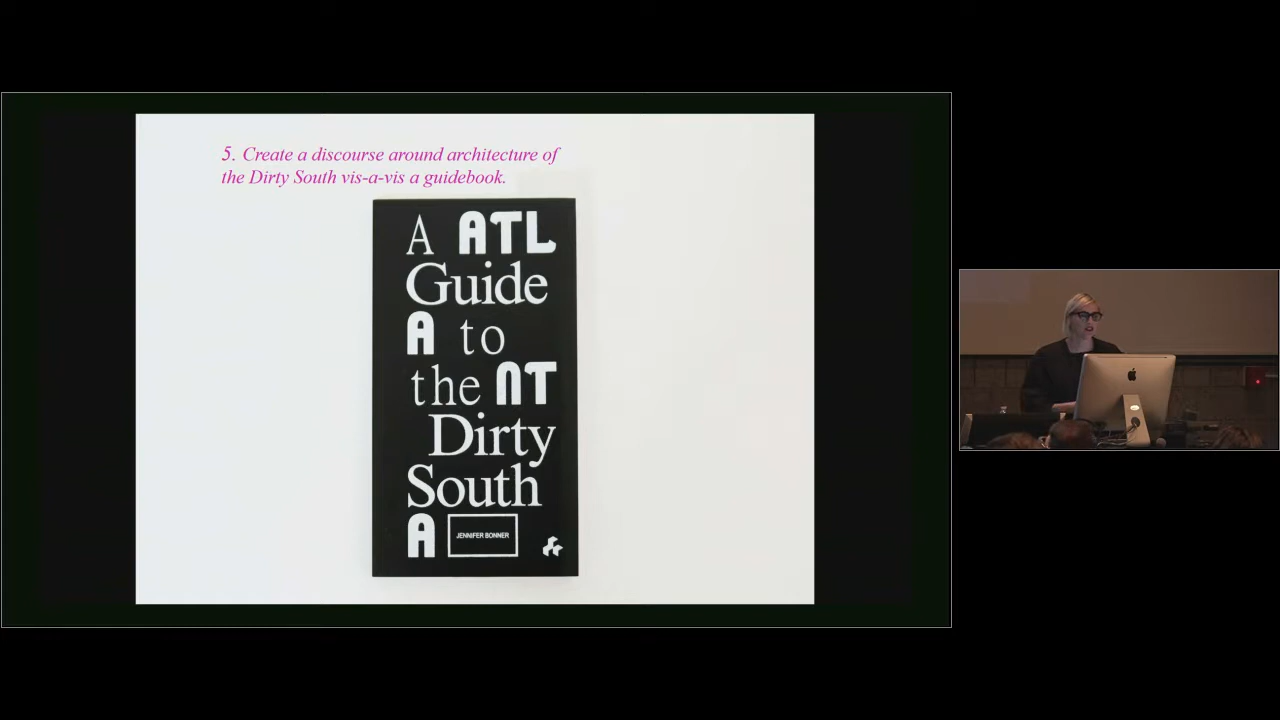 5. Create a discourse around architecture of
the Dirty South vis-a-vis a guidebook.
A ATL
Guide
A to
the NT
Dirty
South
A JENNIFER BONNER